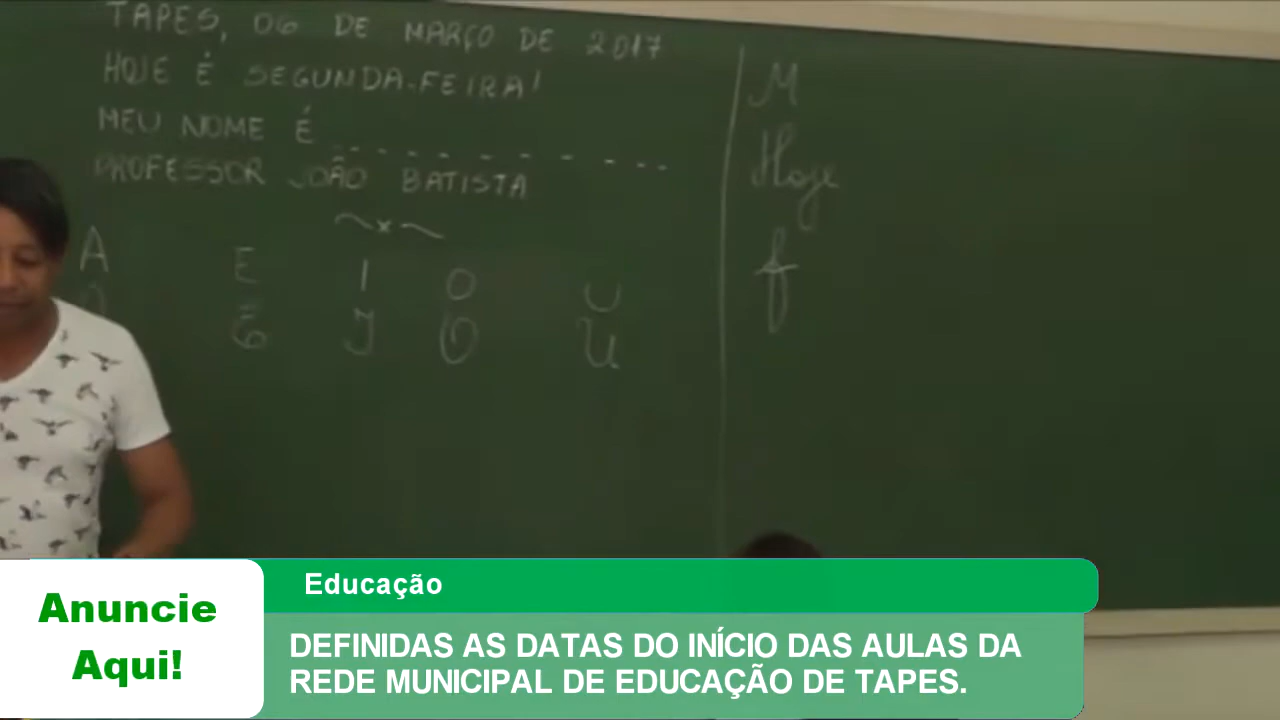 TAPES, 06 DE MARÇO DE 2017
HOJE É SEGUNDA-FEIRA!
MEU NOME É
PROFESSOR JOÃO BATISTA
A E I O U
E I O U
M
Hoje
f
Educação
DEFINIDAS AS DATAS DO INÍCIO DAS AULAS DA
REDE MUNICIPAL DE EDUCAÇÃO DE TAPES.
Anuncie
Aqui!